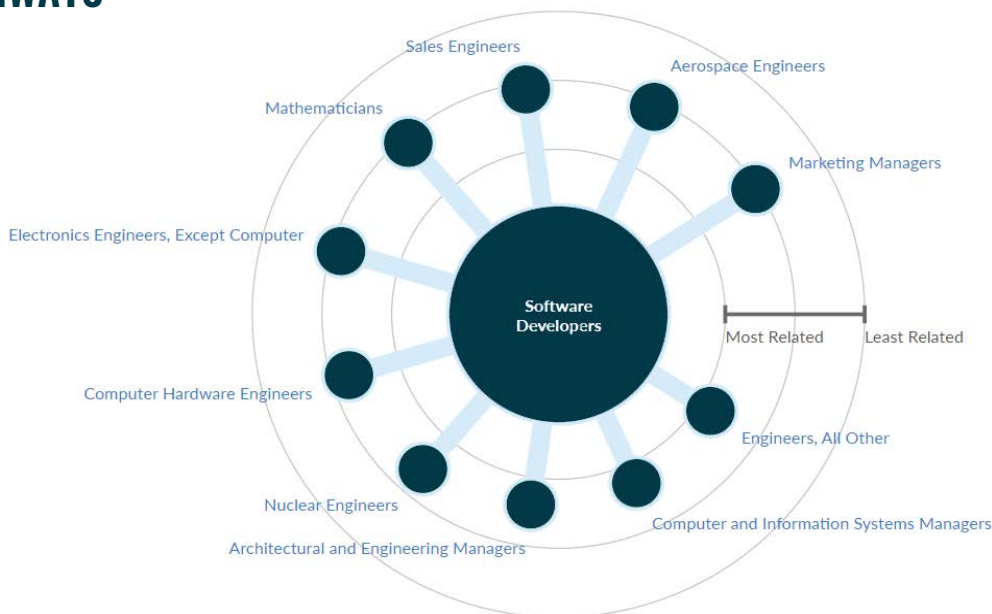 Sales Engineers
Aerospace Engineers
Mathematicians
Marketing Managers
Electronics Engineers, Except Computer
Software
Developers
Most Related
Least Related
Computer Hardware Engineers
Engineers, All Other
Nuclear Engineers
Computer and Information Systems Managers
Architectural and Engineering Managers